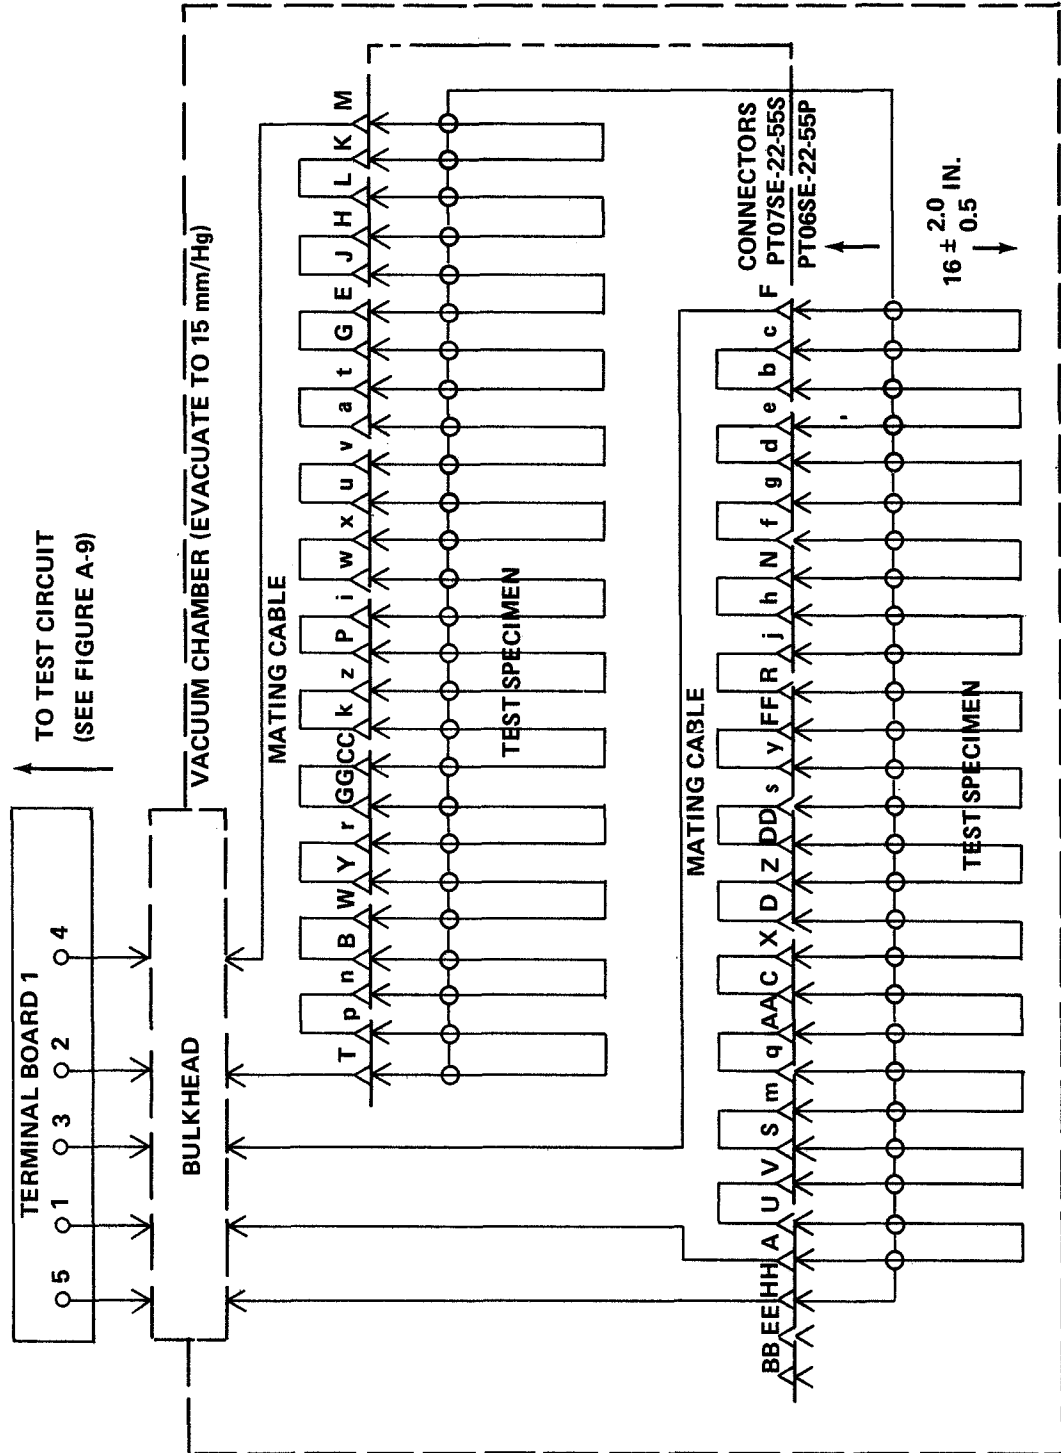 TO TEST CIRCUIT
(SEE FIGURE A-9)
TERMINAL BOARD 1
5 1 3 2 4
BULKHEAD
VACUUM CHAMBER (EVACUATE TO 15 mm/Hg)
MATING CABLE
T p n B W Y r GG CC k z P i w x u v a t G E J H L K M
TEST SPECIMEN
CONNECTORS
PT07SE-22-55S
PT06SE-22-55P
MATING CABLE
BB EE HH A U V S m q AA C X D Z DD s y FF R j h N f g d e b c F
TEST SPECIMEN
16 ± 2.0 IN.
0.5